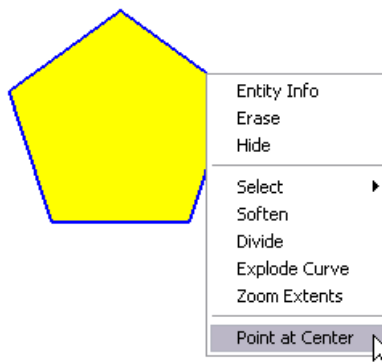 Entity Info
Erase
Hide
Select
Soften
Divide
Explode Curve
Zoom Extents
Point at Center